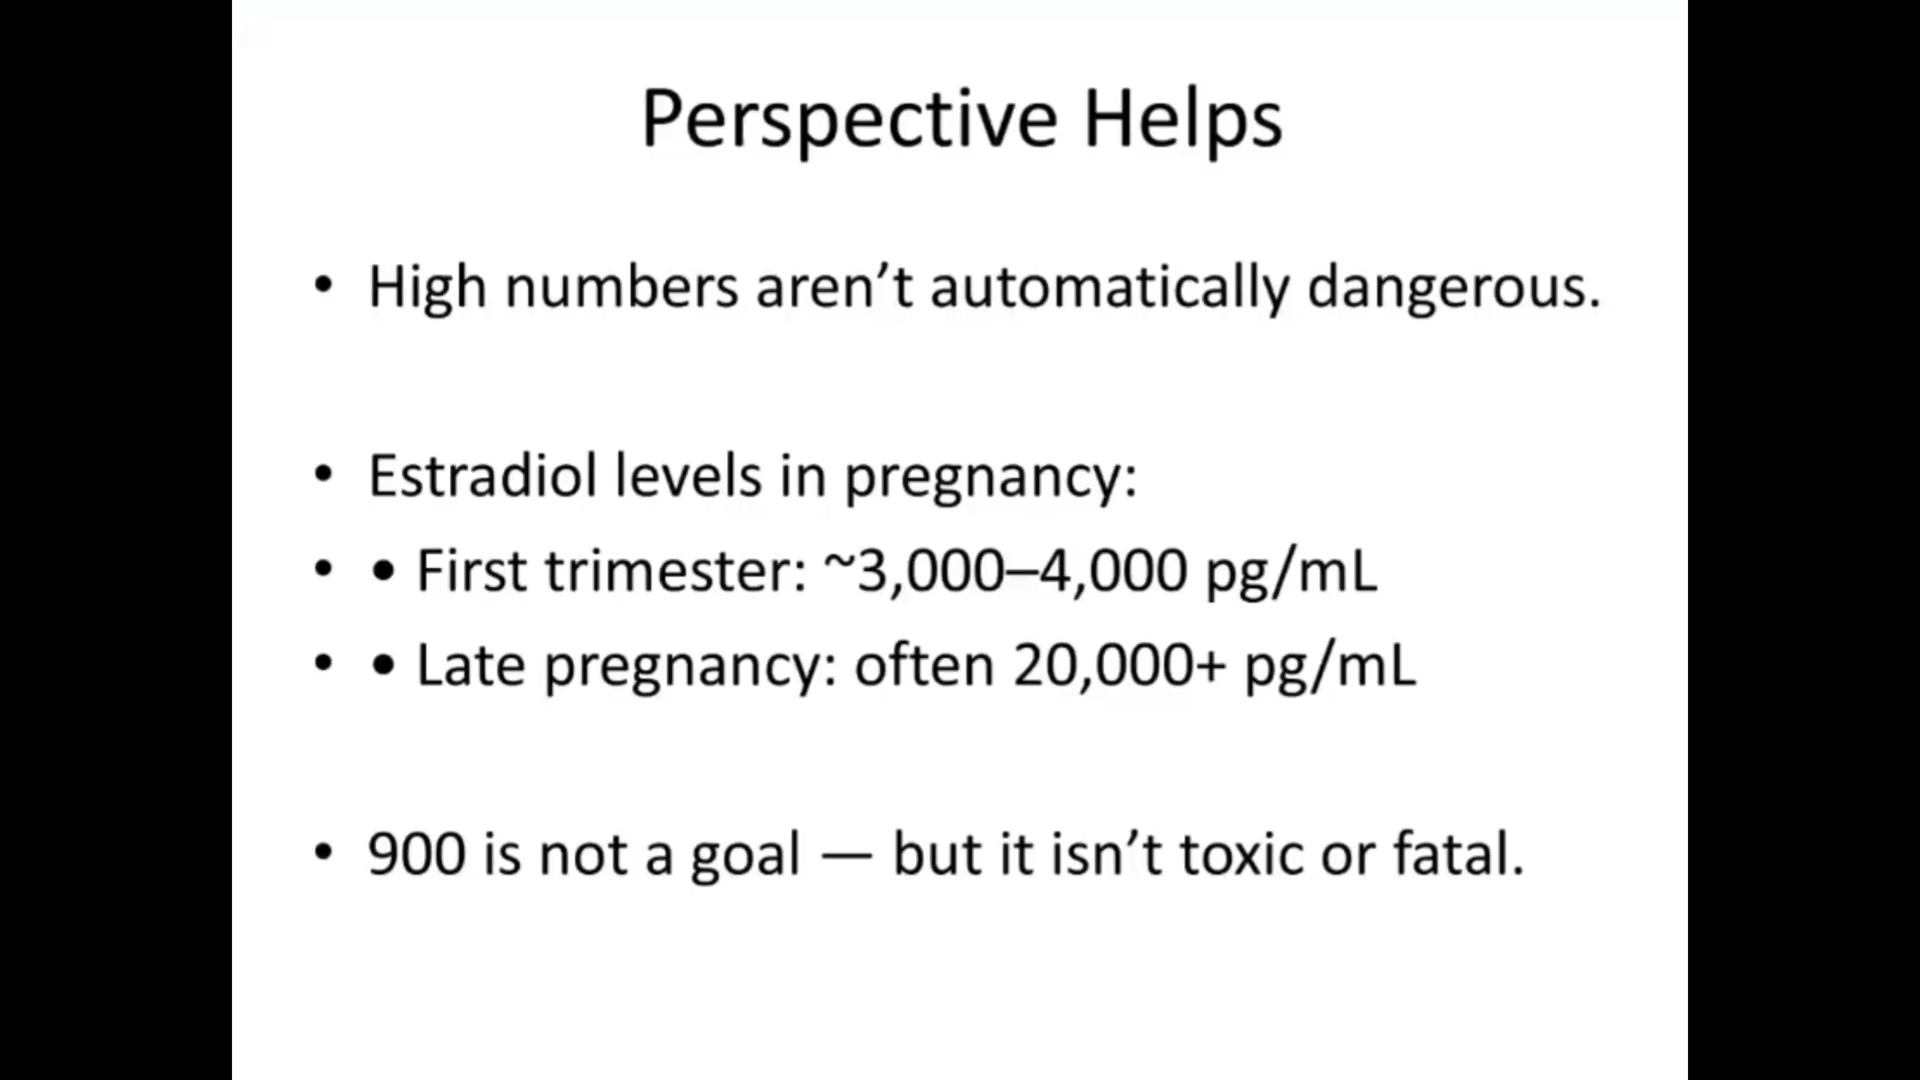 Perspective Helps
• High numbers aren’t automatically dangerous.
• Estradiol levels in pregnancy:
• • First trimester: ~3,000–4,000 pg/mL
• • Late pregnancy: often 20,000+ pg/mL
• 900 is not a goal — but it isn’t toxic or fatal.